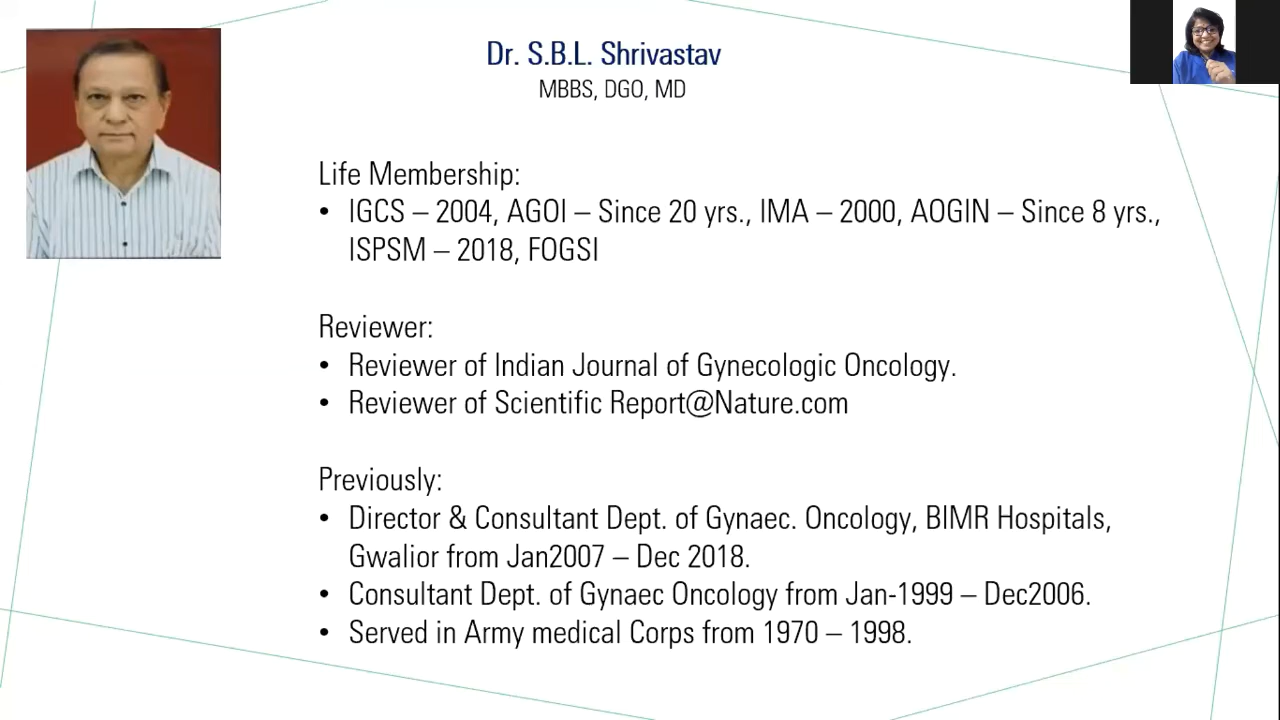 Dr. S.B.L. Shrivastav
MBBS, DGO, MD
Life Membership:
• IGCS – 2004, AGOI – Since 20 yrs., IMA – 2000, AOGIN – Since 8 yrs.,
ISPSM – 2018, FOGSI
Reviewer:
• Reviewer of Indian Journal of Gynecologic Oncology.
• Reviewer of Scientific Report@Nature.com
Previously:
• Director & Consultant Dept. of Gynaec. Oncology, BIMR Hospitals,
Gwalior from Jan2007 – Dec 2018.
• Consultant Dept. of Gynaec Oncology from Jan-1999 – Dec2006.
• Served in Army medical Corps from 1970 – 1998.